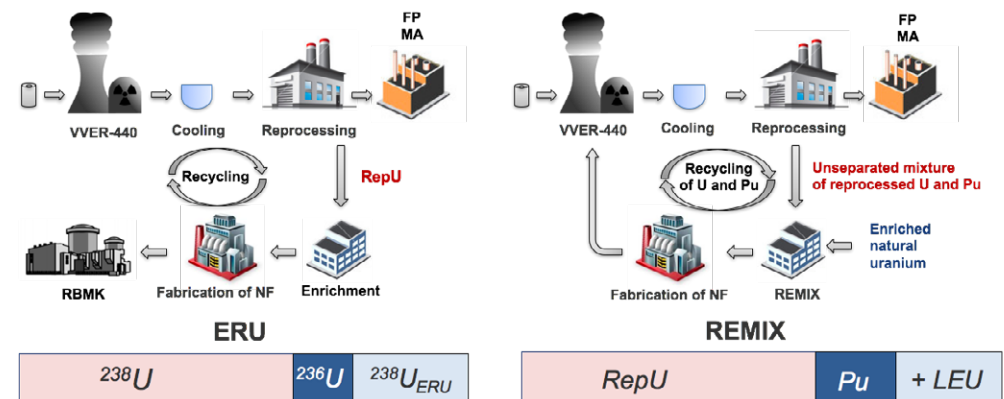 FP
MA
VVER-440
Cooling
Reprocessing
Recycling
RepU
RBMK
Fabrication of NF
Enrichment
ERU
²³⁸U
²³⁶U
²³⁸U_ERU
FP
MA
VVER-440
Cooling
Reprocessing
Recycling
of U and Pu
Unseparated mixture
of reprocessed U and Pu
Enriched
natural
uranium
Fabrication of NF
REMIX
REMIX
RepU
Pu
+ LEU